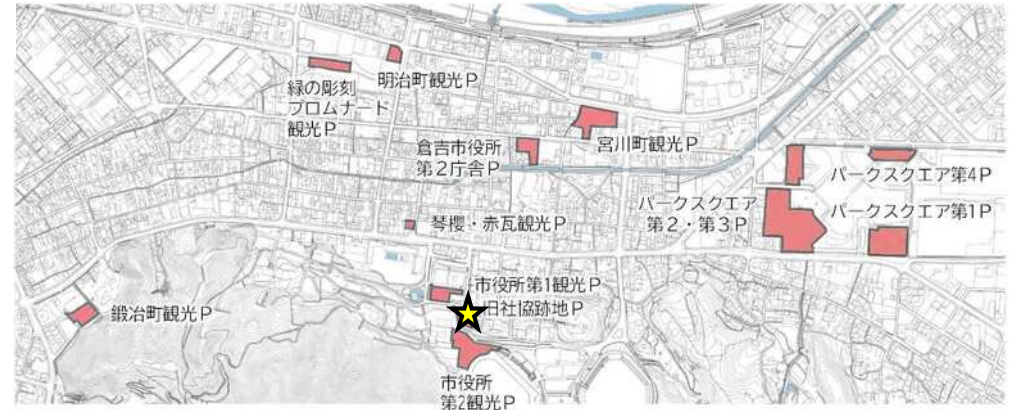 明治町観光P
緑の彫刻
プロムナード
観光P
宮川町観光P
倉吉市役所
第2庁舎P
パークスクエア第4P
パークスクエア
第2・第3P
パークスクエア第1P
琴櫻・赤瓦観光P
市役所第1観光P
旧社協跡地P
鍛冶町観光P
市役所
第2観光P